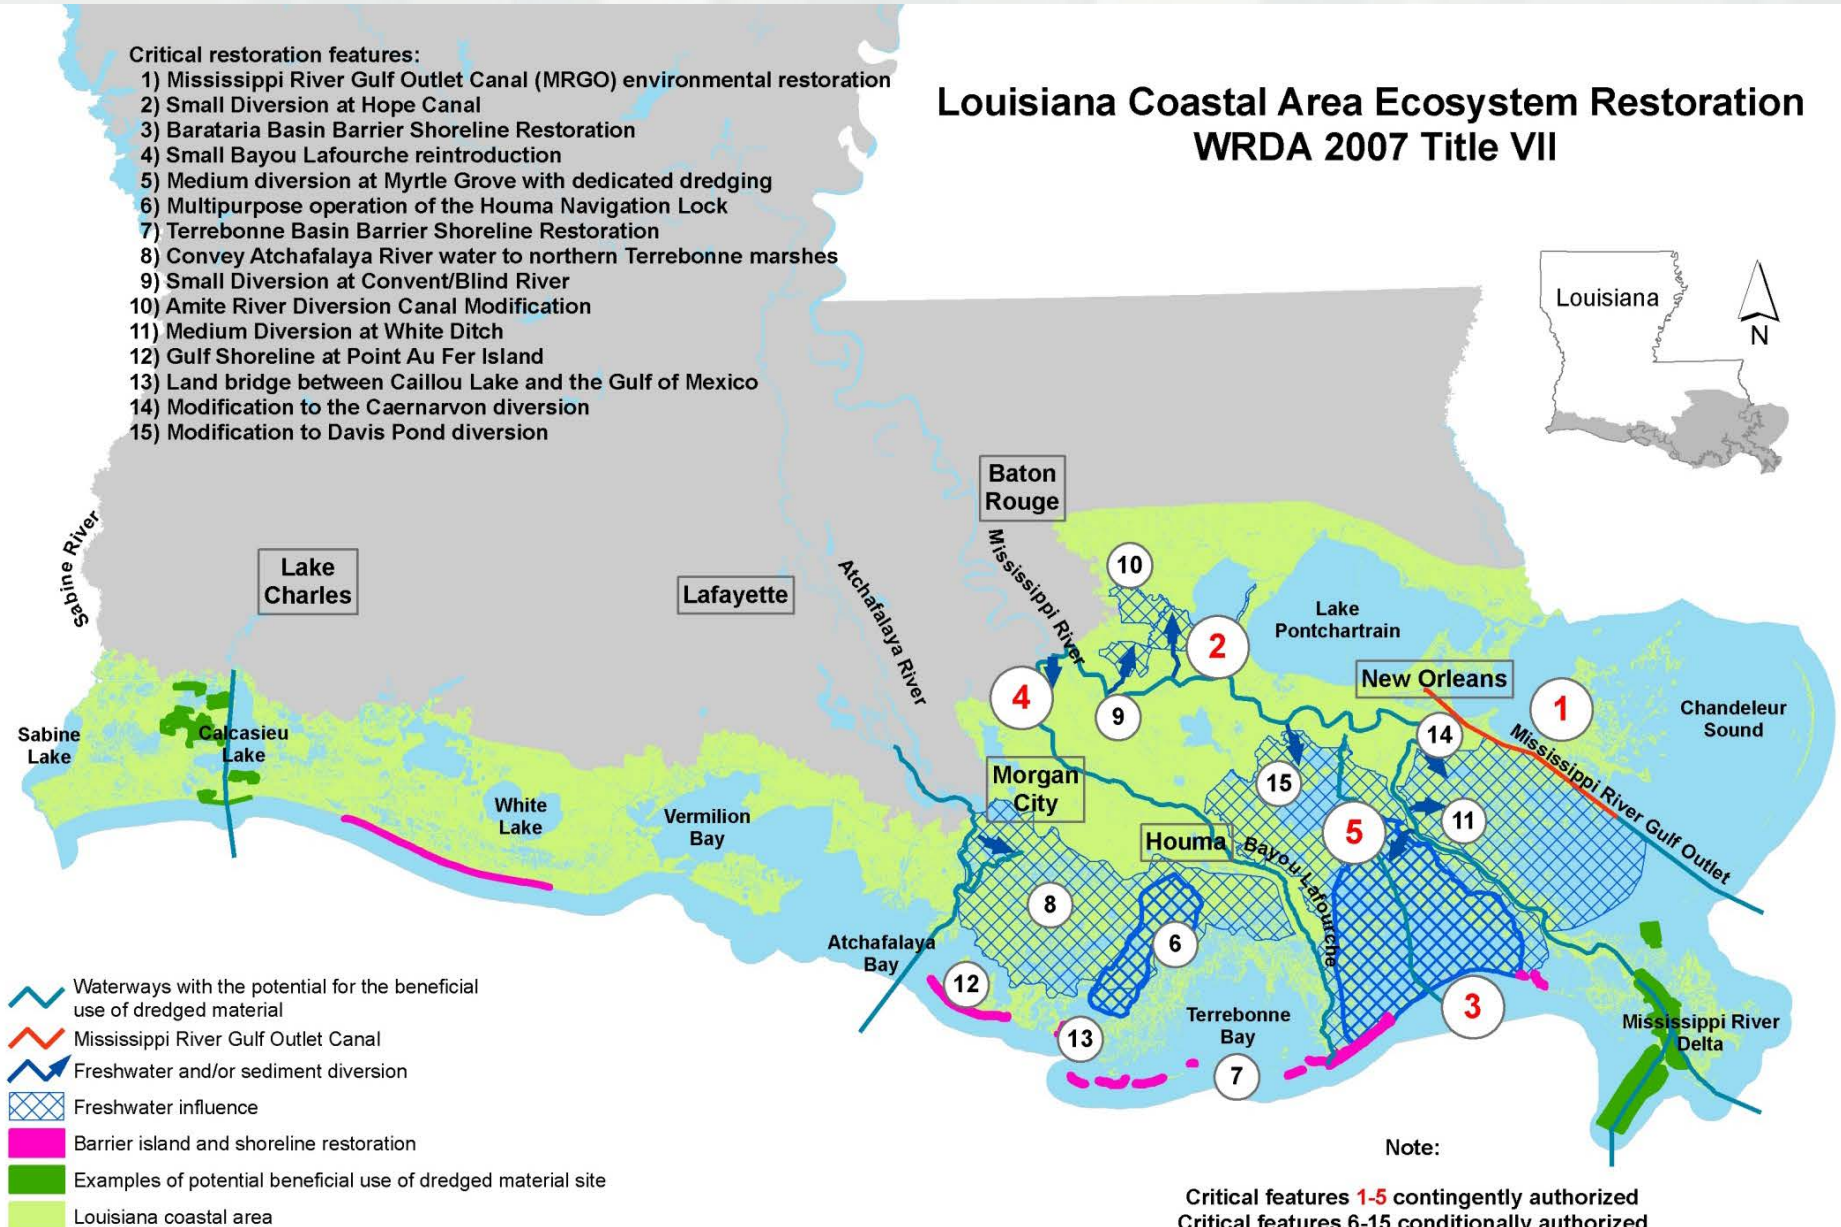 Critical restoration features:
1) Mississippi River Gulf Outlet Canal (MRGO) environmental restoration
2) Small Diversion at Hope Canal
3) Barataria Basin Barrier Shoreline Restoration
4) Small Bayou Lafourche reintroduction
5) Medium diversion at Myrtle Grove with dedicated dredging
6) Multipurpose operation of the Houma Navigation Lock
7) Terrebonne Basin Barrier Shoreline Restoration
8) Convey Atchafalaya River water to northern Terrebonne marshes
9) Small Diversion at Convent/Blind River
10) Amite River Diversion Canal Modification
11) Medium Diversion at White Ditch
12) Gulf Shoreline at Point Au Fer Island
13) Land bridge between Caillou Lake and the Gulf of Mexico
14) Modification to the Caernarvon diversion
15) Modification to Davis Pond diversion
Louisiana Coastal Area Ecosystem Restoration
WRDA 2007 Title VII
Louisiana
N
Baton
Rouge
Sabine River
Lake
Charles
Lafayette
Atchafalaya River
Mississippi River
10
Lake
Pontchartrain
2
New Orleans
4
9
1
Chandeleur
Sound
Sabine
Lake
Calcasieu
Lake
14
Mississippi River Gulf Outlet
Morgan
City
15
White
Lake
Vermilion
Bay
11
5
Houma
Bayou Lafourche
8
6
Atchafalaya
Bay
12
3
Terrebonne
Bay
13
Mississippi River
Delta
7
Waterways with the potential for the beneficial
use of dredged material
Mississippi River Gulf Outlet Canal
Freshwater and/or sediment diversion
Freshwater influence
Barrier island and shoreline restoration
Examples of potential beneficial use of dredged material site
Louisiana coastal area
Note:
Critical features 1-5 contingently authorized
Critical features 6-15 conditionally authorized